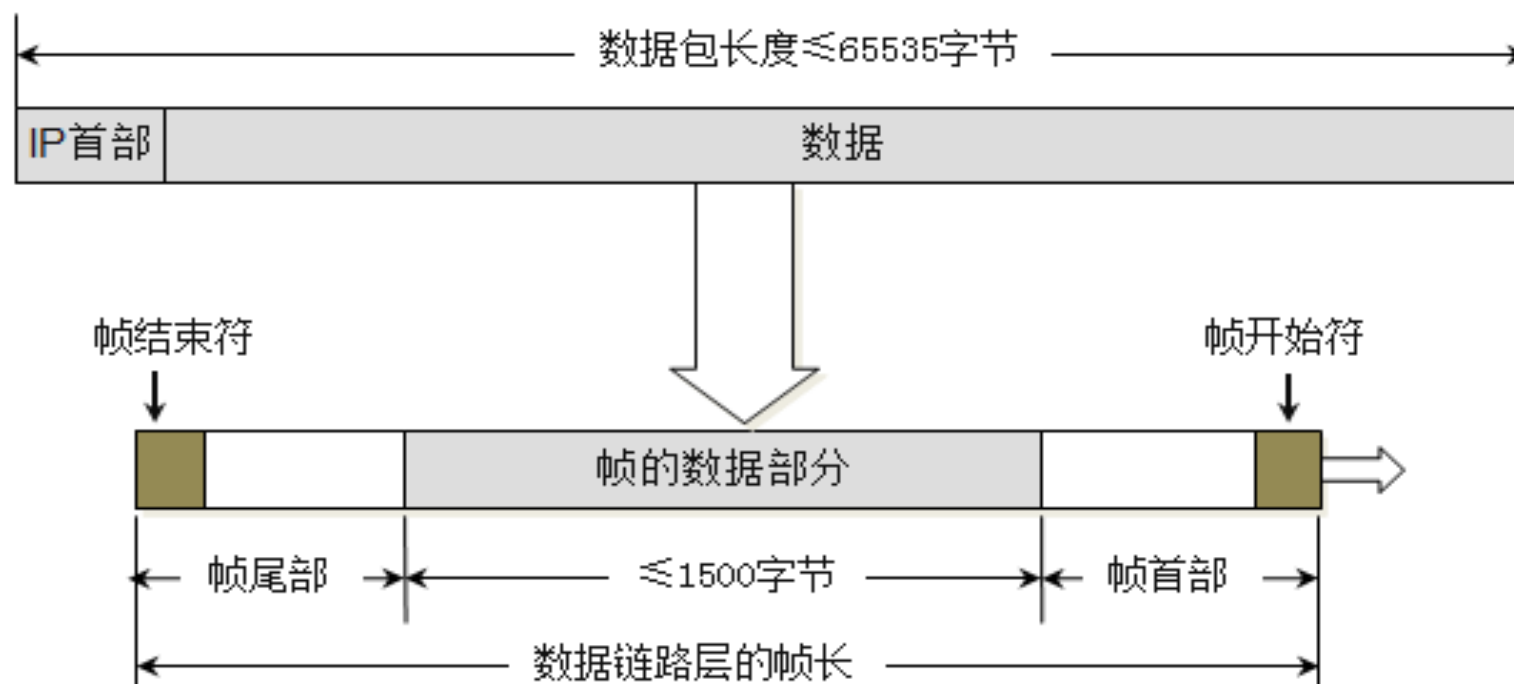 数据包长度≤65535字节
IP首部 数据
帧结束符 帧开始符
帧的数据部分
帧尾部 ≤1500字节 帧首部
数据链路层的帧长